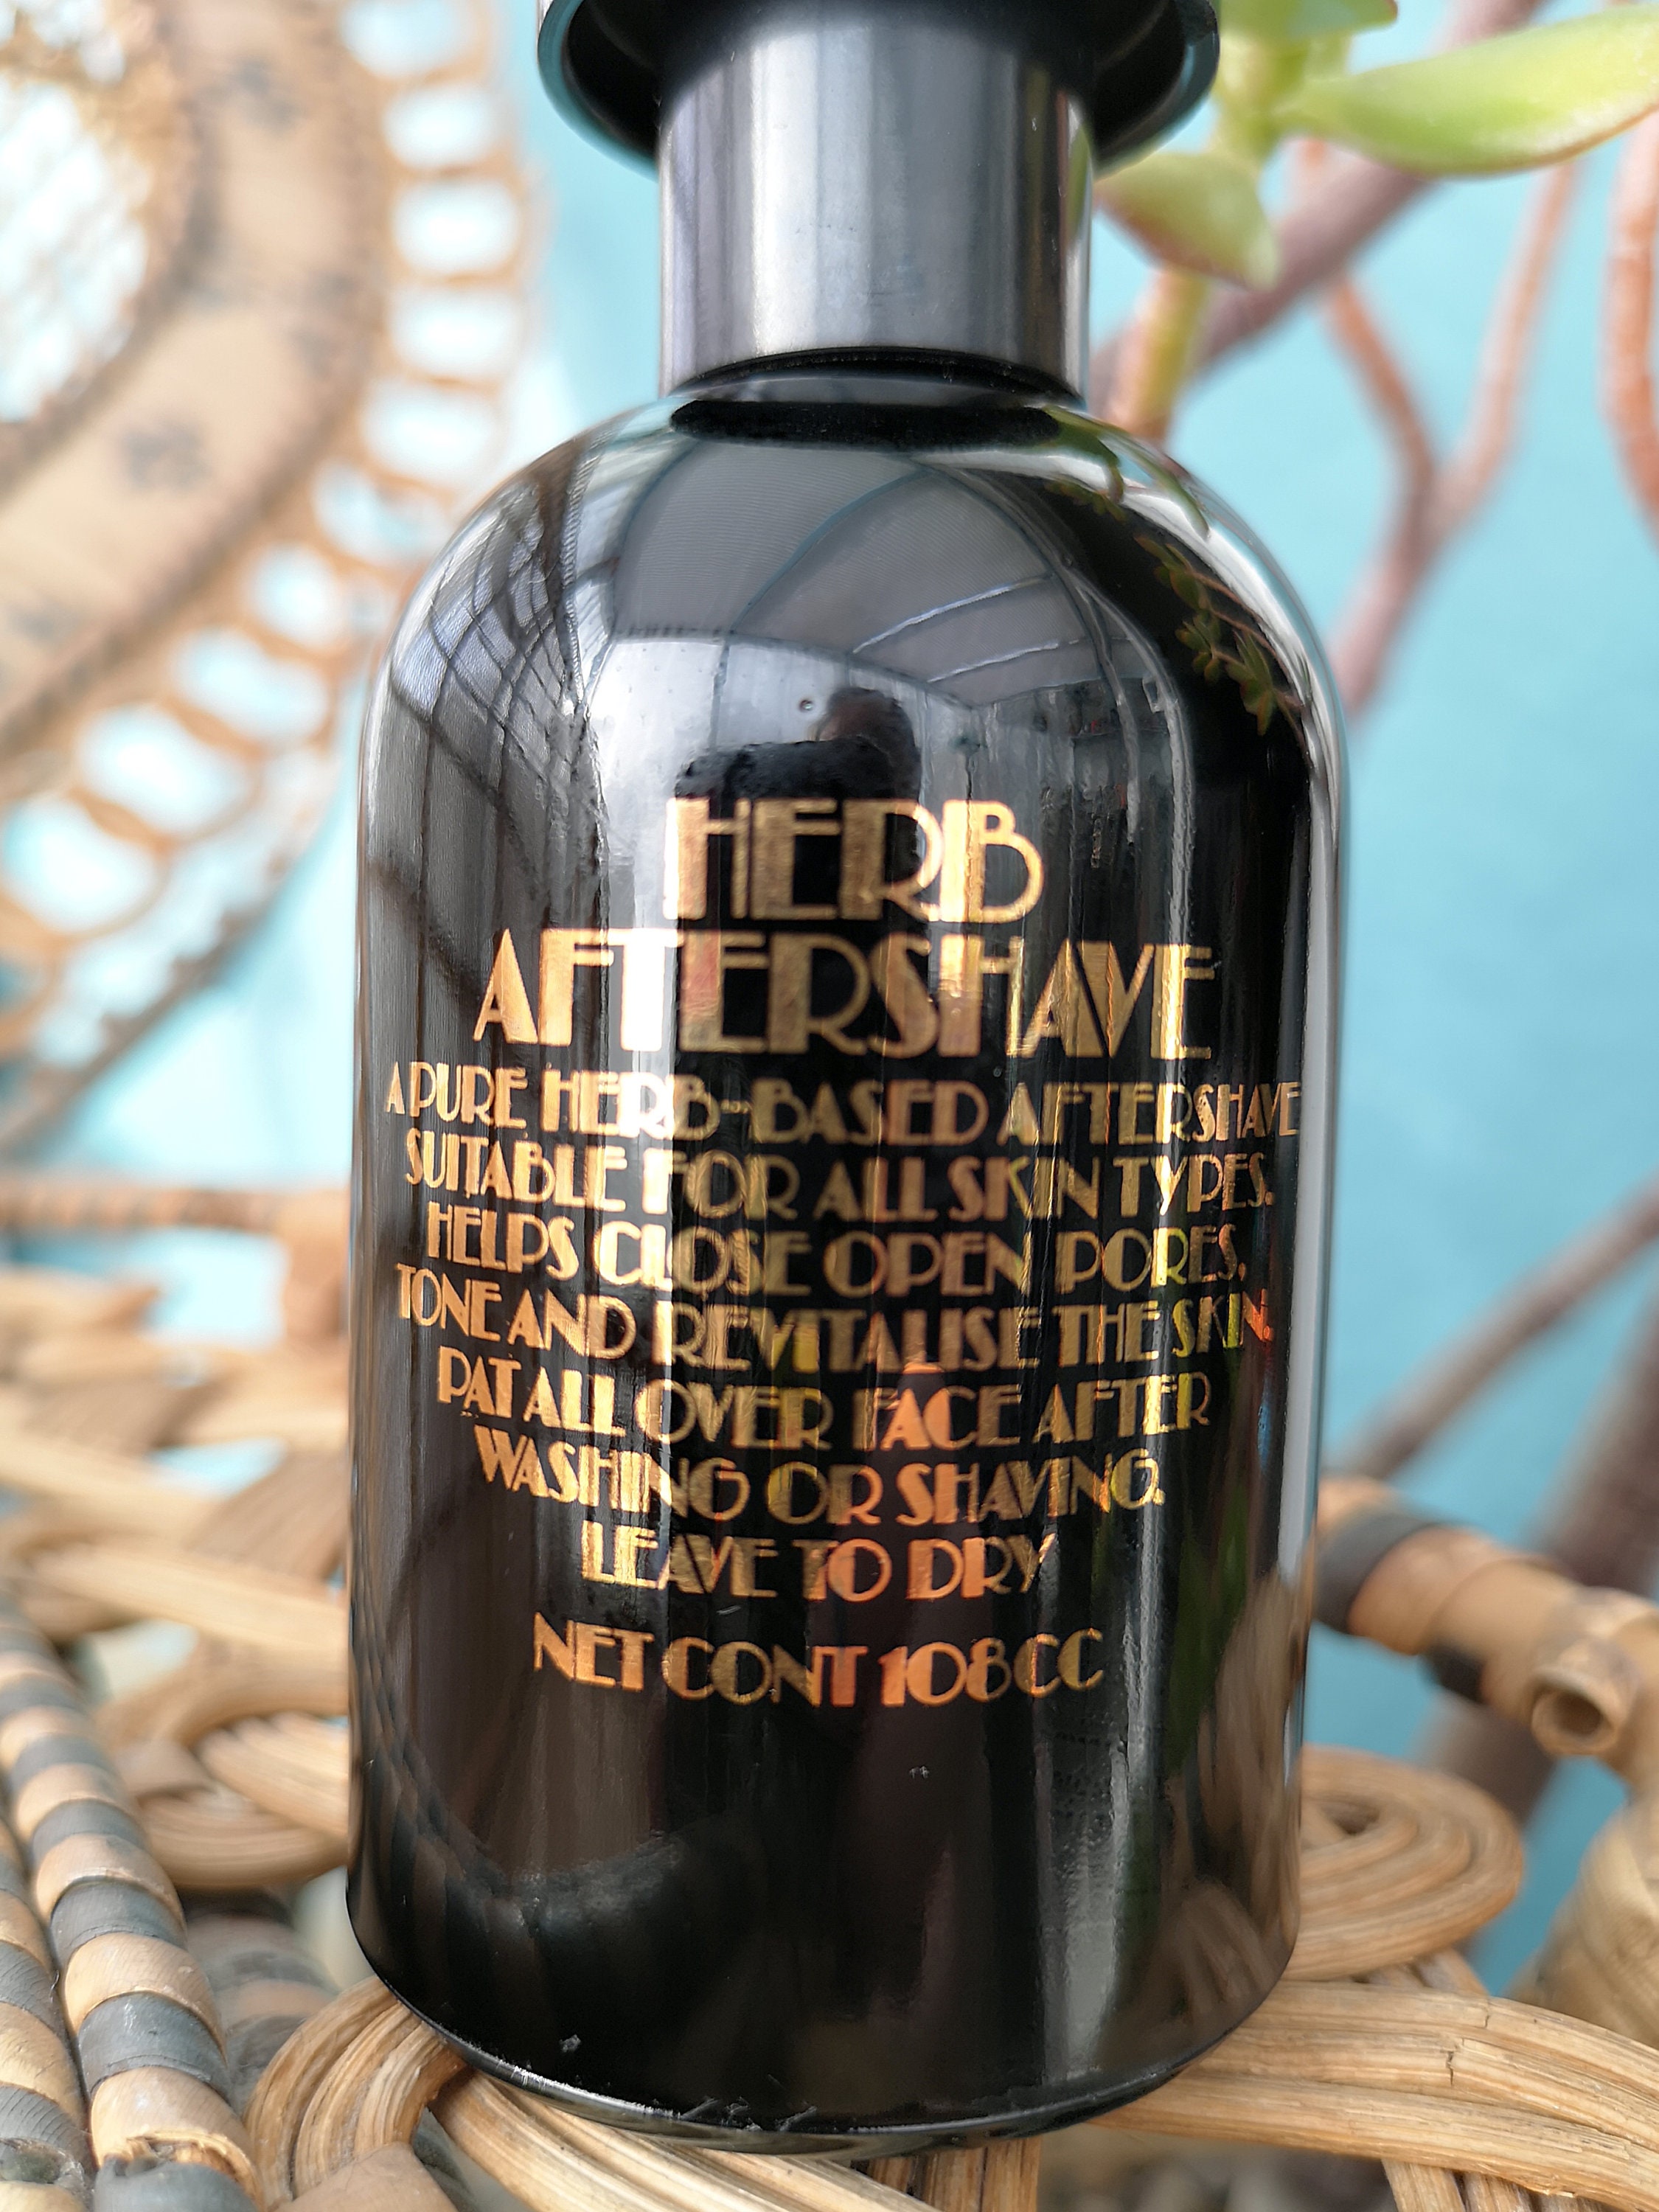 HERB
AFTERSHAVE
A PURE HERB-BASED AFTERSHAVE
SUITABLE FOR ALL SKIN TYPES.
HELPS CLOSE OPEN PORES,
TONE AND REVITALISE THE SKIN.
PAT ALL OVER FACE AFTER
WASHING OR SHAVING.
LEAVE TO DRY
NET CONT 108CC